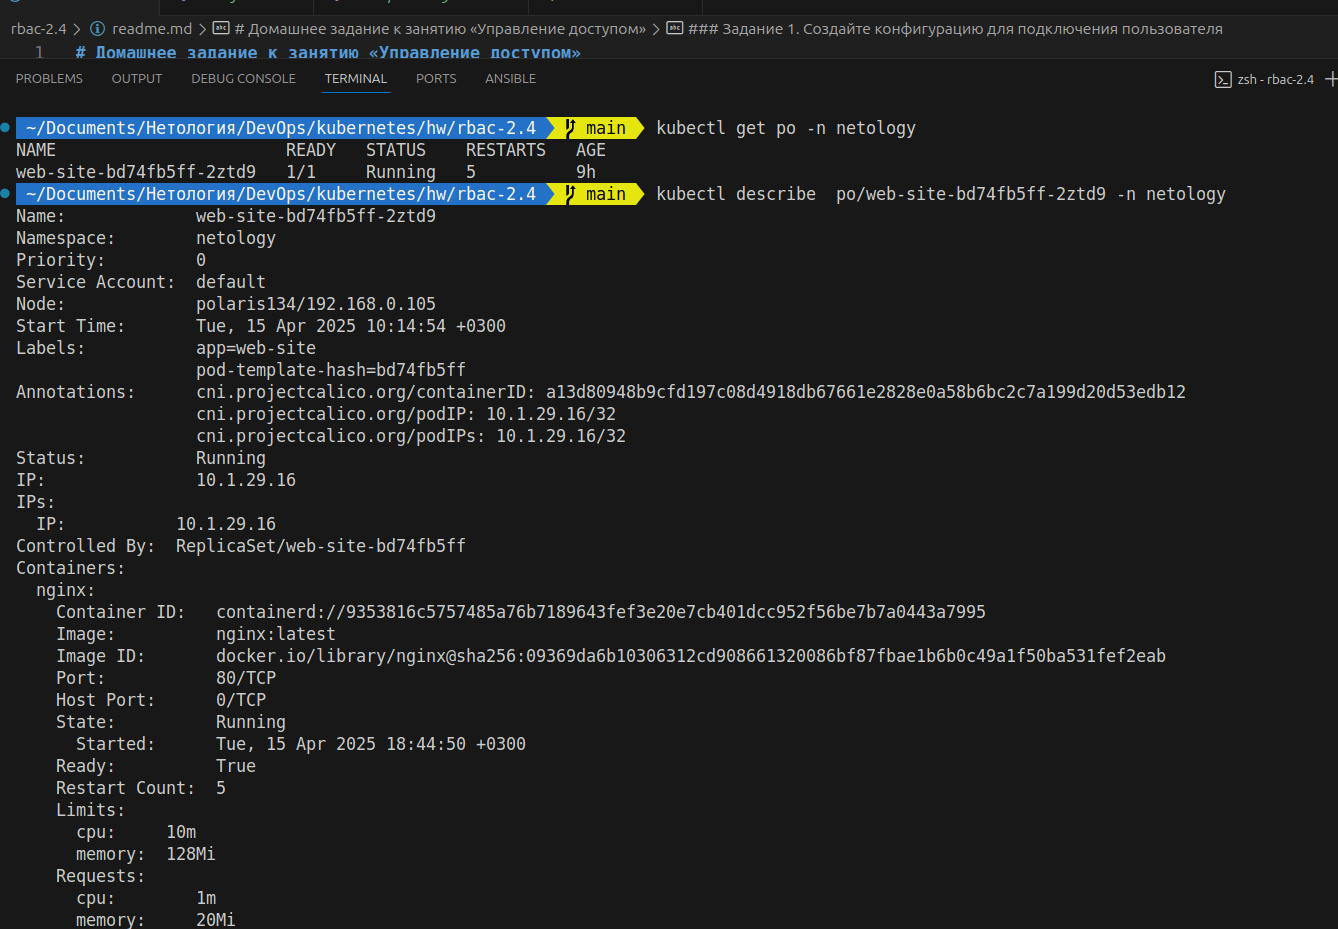 rbac-2.4 > readme.md > # Домашнее задание к занятию «Управление доступом» > ### Задание 1. Создайте конфигурацию для подключения пользователя
1 # Домашнее задание к занятию «Управление доступом»
PROBLEMS OUTPUT DEBUG CONSOLE TERMINAL PORTS ANSIBLE zsh - rbac-2.4 +
~/Documents/Нетология/DevOps/kubernetes/hw/rbac-2.4 main kubectl get po -n netology
NAME READY STATUS RESTARTS AGE
web-site-bd74fb5ff-2ztd9 1/1 Running 5 9h
~/Documents/Нетология/DevOps/kubernetes/hw/rbac-2.4 main kubectl describe po/web-site-bd74fb5ff-2ztd9 -n netology
Name: web-site-bd74fb5ff-2ztd9
Namespace: netology
Priority: 0
Service Account: default
Node: polaris134/192.168.0.105
Start Time: Tue, 15 Apr 2025 10:14:54 +0300
Labels: app=web-site
pod-template-hash=bd74fb5ff
Annotations: cni.projectcalico.org/containerID: a13d80948b9cfd197c08d4918db67661e2828e0a58b6bc2c7a199d20d53edb12
cni.projectcalico.org/podIP: 10.1.29.16/32
cni.projectcalico.org/podIPs: 10.1.29.16/32
Status: Running
IP: 10.1.29.16
IPs:
IP: 10.1.29.16
Controlled By: ReplicaSet/web-site-bd74fb5ff
Containers:
nginx:
Container ID: containerd://9353816c5757485a76b7189643fef3e20e7cb401dcc952f56be7b7a0443a7995
Image: nginx:latest
Image ID: docker.io/library/nginx@sha256:09369da6b10306312cd908661320086bf87fbae1b6b0c49a1f50ba531fef2eab
Port: 80/TCP
Host Port: 0/TCP
State: Running
Started: Tue, 15 Apr 2025 18:44:50 +0300
Ready: True
Restart Count: 5
Limits:
cpu: 10m
memory: 128Mi
Requests:
cpu: 1m
memory: 20Mi